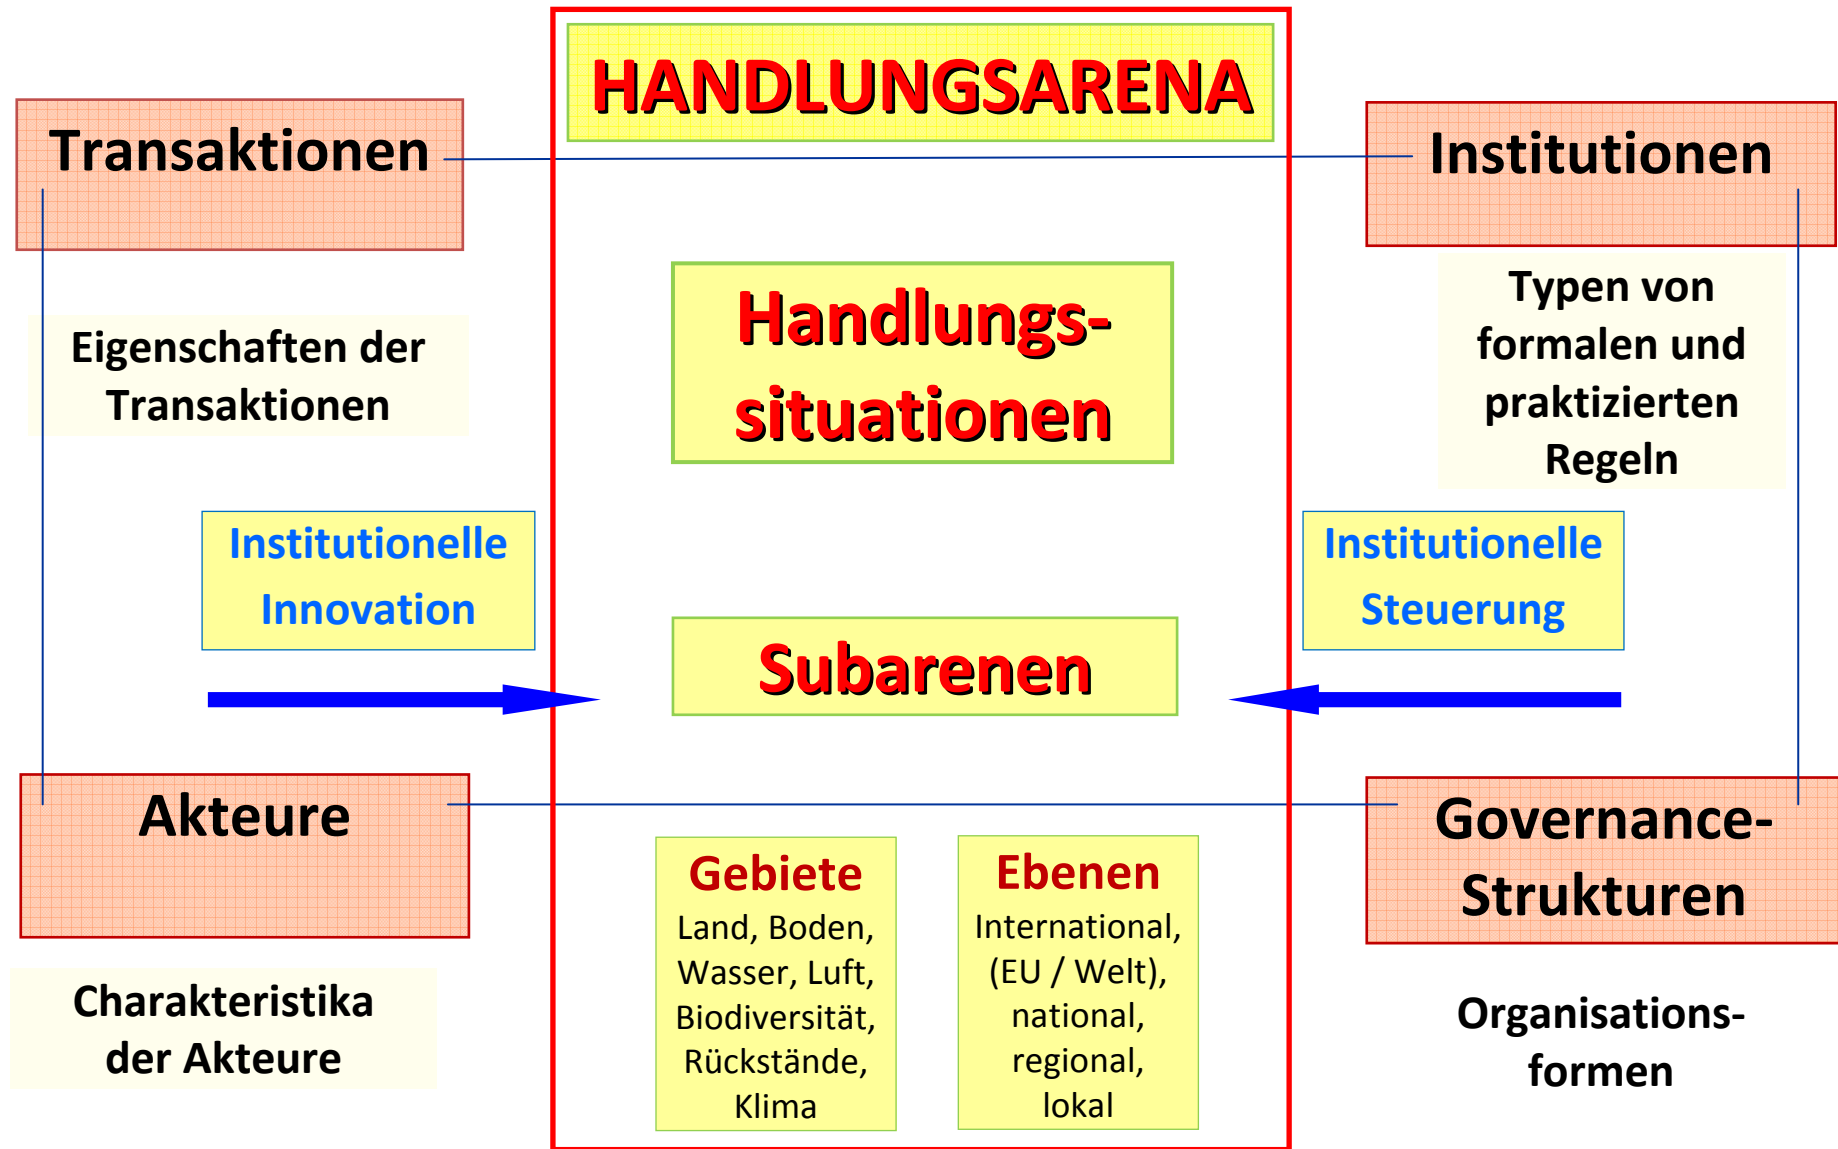 HANDLUNGSARENA
Transaktionen
Institutionen
Eigenschaften der
Transaktionen
Handlungs-
situationen
Typen von
formalen und
praktizierten
Regeln
Institutionelle
Innovation
Institutionelle
Steuerung
Subarenen
Akteure
Governance-
Strukturen
Charakteristika
der Akteure
Gebiete
Land, Boden,
Wasser, Luft,
Biodiversität,
Rückstände,
Klima
Ebenen
International,
(EU / Welt),
national,
regional,
lokal
Organisations-
formen